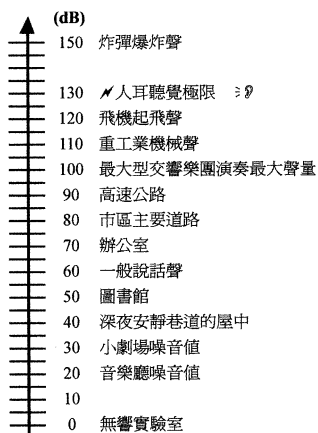 (dB)
150 炸彈爆炸聲
130 人耳聽覺極限
120 飛機起飛聲
110 重工業機械聲
100 最大型交響樂團演奏最大聲量
90 高速公路
80 市區主要道路
70 辦公室
60 一般說話聲
50 圖書館
40 深夜安靜巷道的屋中
30 小劇場噪音值
20 音樂廳噪音值
10
0 無響實驗室